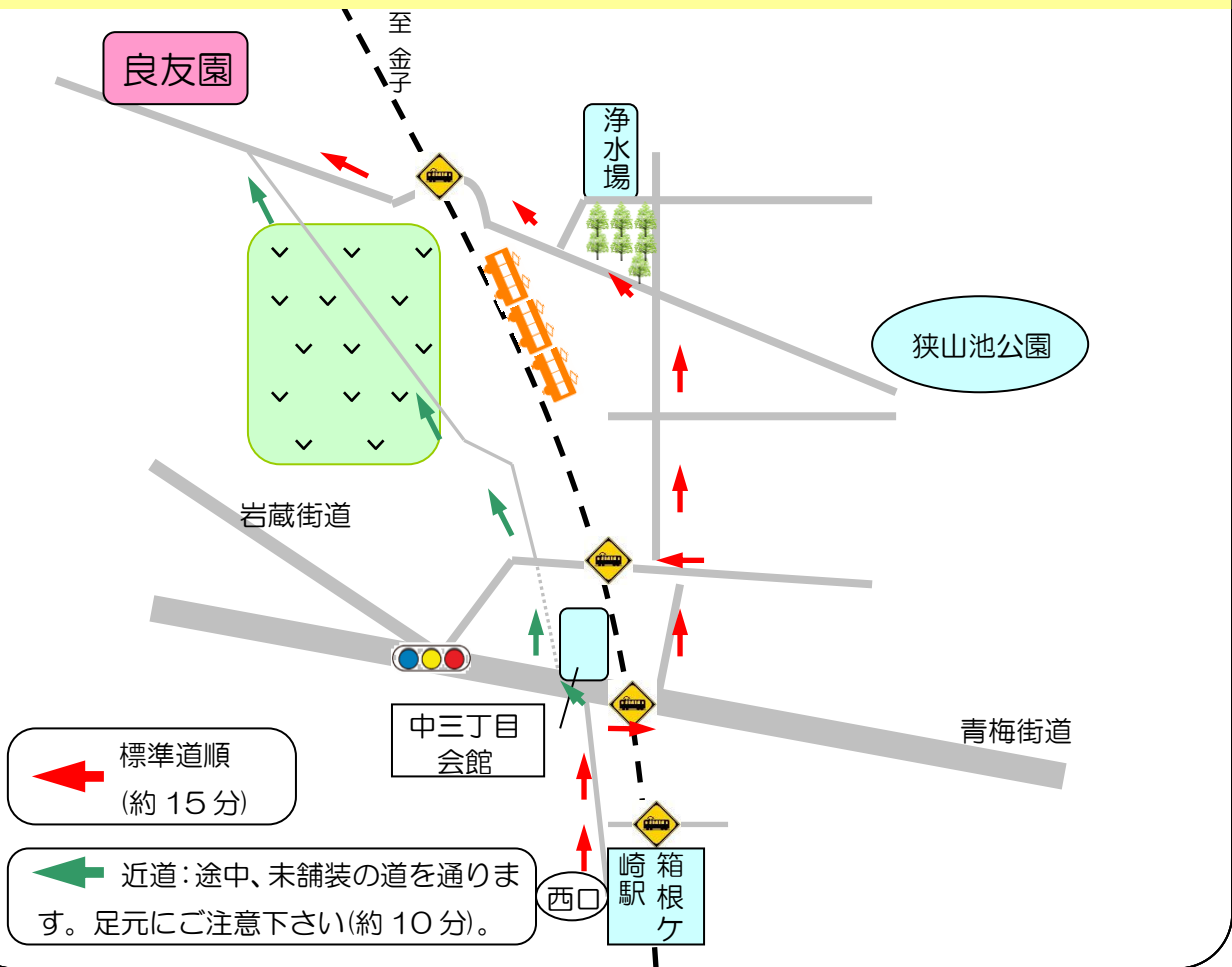 至 金子
良友園
浄水場
狭山池公園
岩蔵街道
青梅街道
中三丁目
会館
標準道順
(約 15 分)
近道:途中、未舗装の道を通りま
す。足元にご注意下さい(約 10 分)。
西口
箱根ケ
崎駅